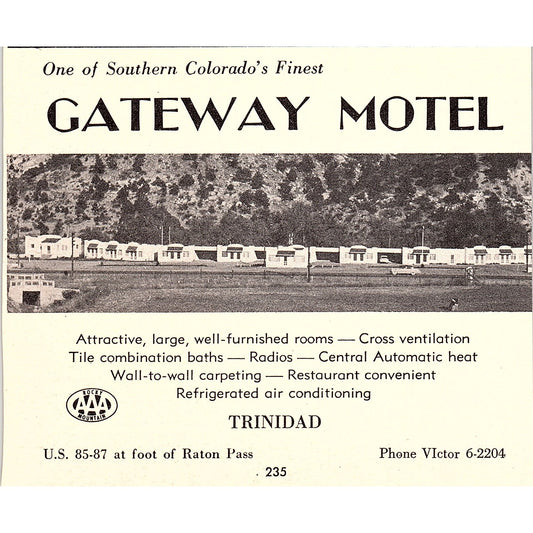 One of Southern Colorado's Finest
GATEWAY MOTEL
Attractive, large, well-furnished rooms — Cross ventilation
Tile combination baths — Radios — Central Automatic heat
Wall-to-wall carpeting — Restaurant convenient
Refrigerated air conditioning
ROCKY
AAA
MOUNTAIN
TRINIDAD
U.S. 85-87 at foot of Raton Pass
Phone VIctor 6-2204
235